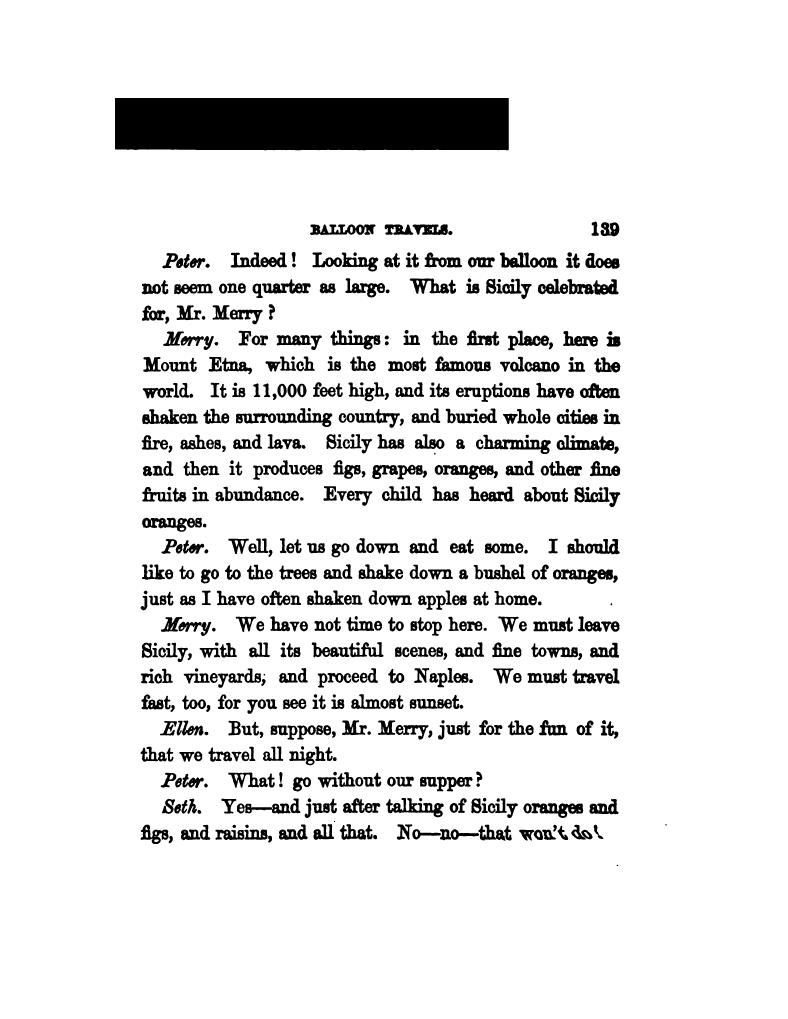 BALLOON TRAVELS. 139
Peter. Indeed! Looking at it from our balloon it does
not seem one quarter as large. What is Sicily celebrated
for, Mr. Merry?
Merry. For many things: in the first place, here is
Mount Etna, which is the most famous volcano in the
world. It is 11,000 feet high, and its eruptions have often
shaken the surrounding country, and buried whole cities in
fire, ashes, and lava. Sicily has also a charming climate,
and then it produces figs, grapes, oranges, and other fine
fruits in abundance. Every child has heard about Sicily
oranges.
Peter. Well, let us go down and eat some. I should
like to go to the trees and shake down a bushel of oranges,
just as I have often shaken down apples at home.
Merry. We have not time to stop here. We must leave
Sicily, with all its beautiful scenes, and fine towns, and
rich vineyards, and proceed to Naples. We must travel
fast, too, for you see it is almost sunset.
Ellen. But, suppose, Mr. Merry, just for the fun of it,
that we travel all night.
Peter. What! go without our supper?
Seth. Yes—and just after talking of Sicily oranges and
figs, and raisins, and all that. No—no—that won't do!